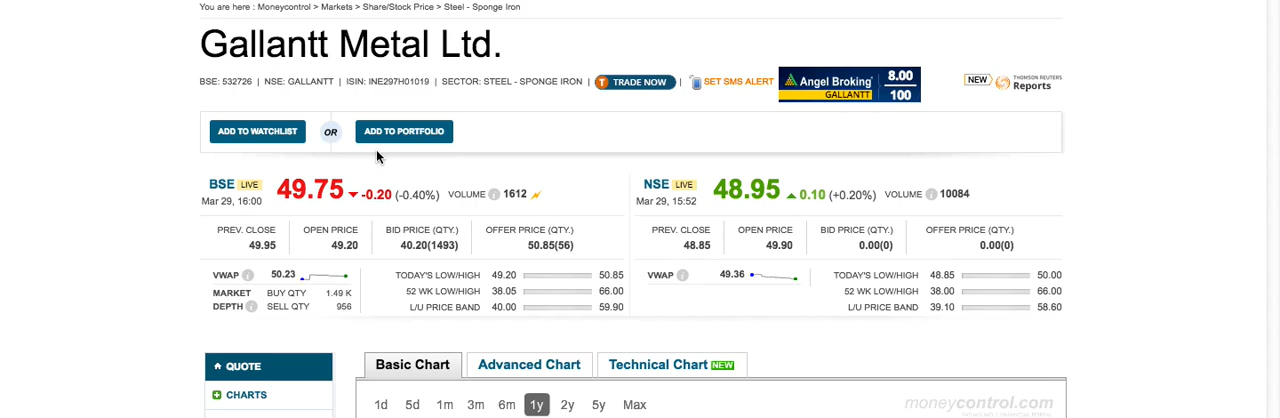 You are here : Moneycontrol > Markets > Share/Stock Price > Steel - Sponge Iron
Gallantt Metal Ltd.
BSE: 532726 | NSE: GALLANTT | ISIN: INE297H01019 | SECTOR: STEEL - SPONGE IRON | T TRADE NOW | SET SMS ALERT
Angel Broking 8.00
GALLANTT 100
NEW THOMSON REUTERS
Reports
ADD TO WATCHLIST OR ADD TO PORTFOLIO
BSE LIVE 49.75 -0.20 (-0.40%) VOLUME i 1612
Mar 29, 16:00
PREV. CLOSE OPEN PRICE BID PRICE (QTY.) OFFER PRICE (QTY.)
49.95 49.20 40.20(1493) 50.85(56)
VWAP i 50.23
MARKET BUY QTY 1.49 K
DEPTH i SELL QTY 956
TODAY'S LOW/HIGH 49.20 50.85
52 WK LOW/HIGH 38.05 66.00
L/U PRICE BAND 40.00 59.90
NSE LIVE 48.95 0.10 (+0.20%) VOLUME i 10084
Mar 29, 15:52
PREV. CLOSE OPEN PRICE BID PRICE (QTY.) OFFER PRICE (QTY.)
48.85 49.90 0.00(0) 0.00(0)
VWAP i 49.36
TODAY'S LOW/HIGH 48.85 50.00
52 WK LOW/HIGH 38.00 66.00
L/U PRICE BAND 39.10 58.60
QUOTE
CHARTS
Basic Chart Advanced Chart Technical Chart NEW
1d 5d 1m 3m 6m 1y 2y 5y Max
moneycontrol.com